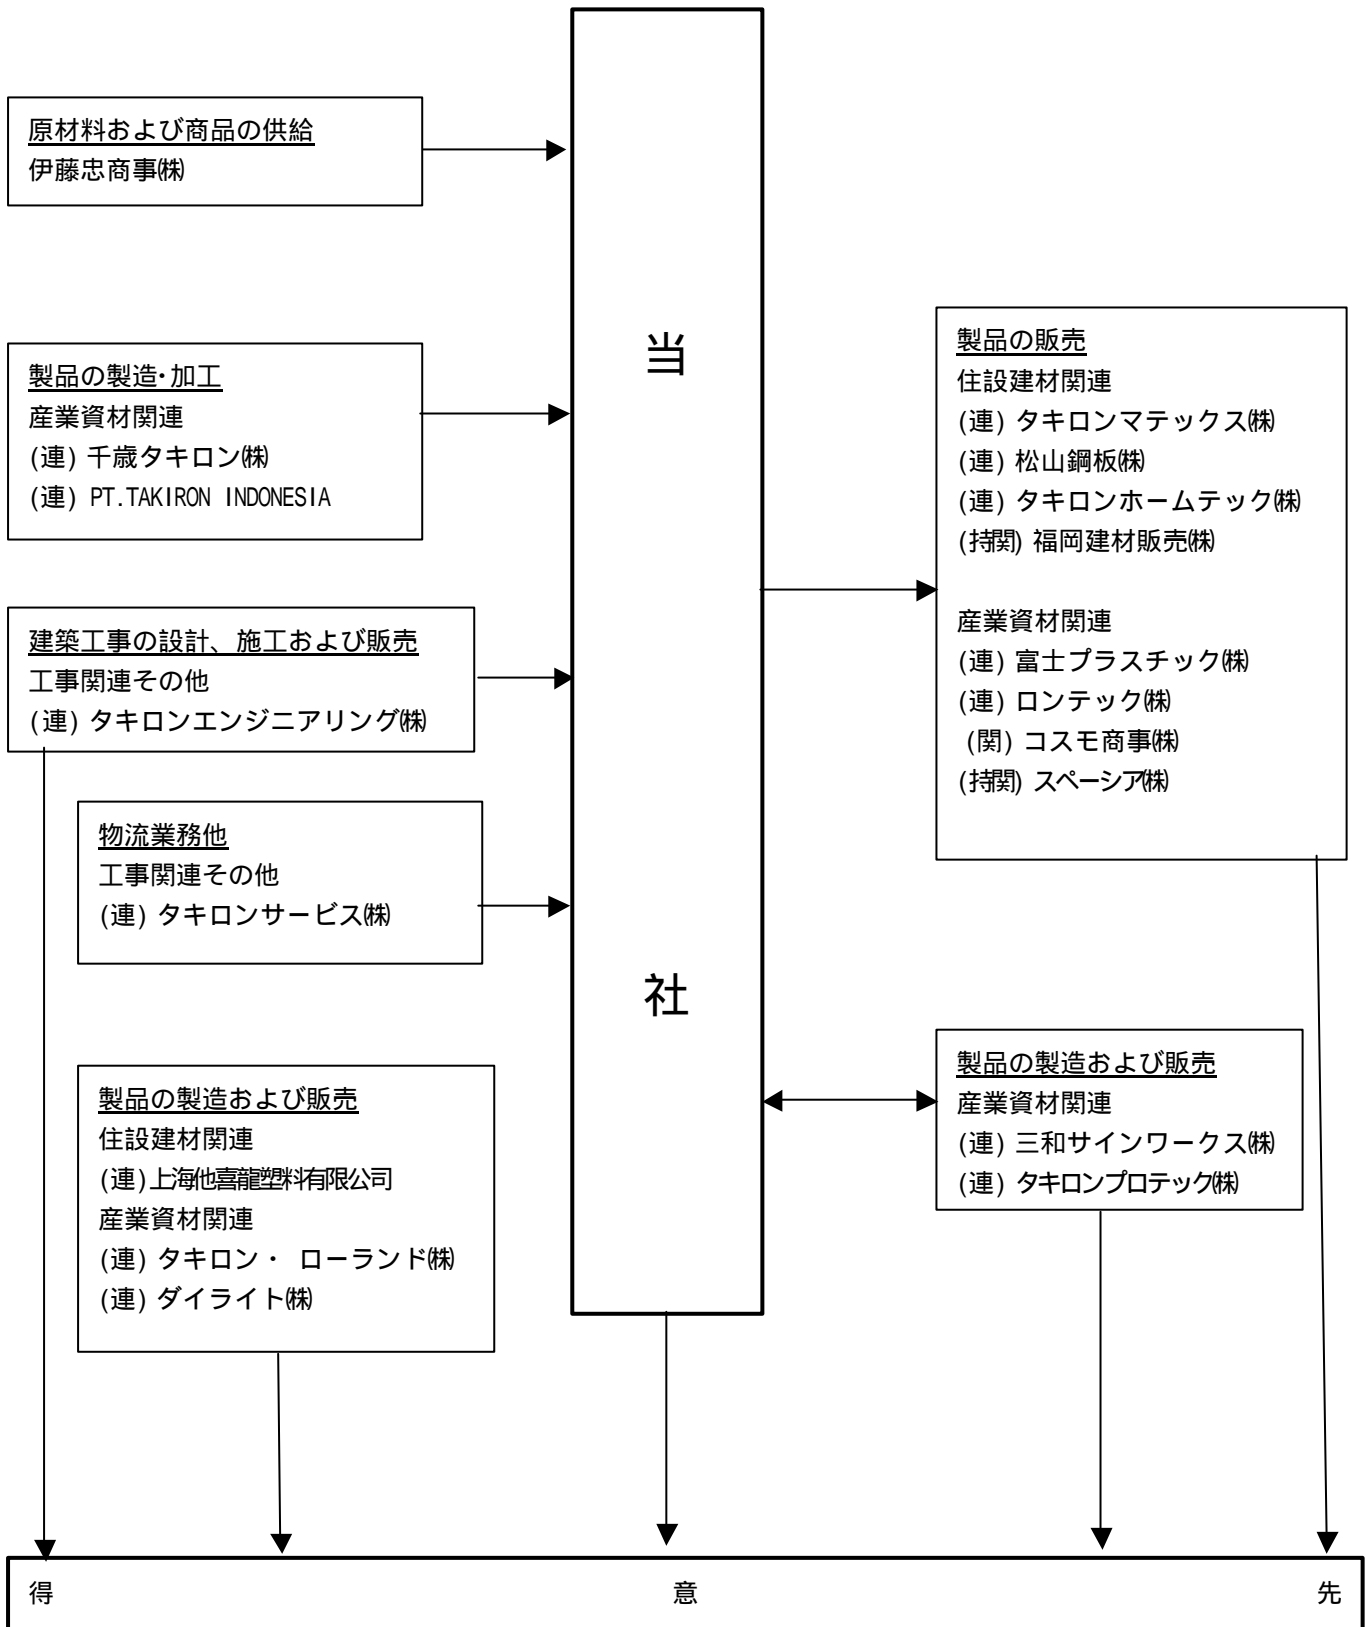 原材料および商品の供給
伊藤忠商事㈱
製品の製造･加工
産業資材関連
(連) 千歳タキロン㈱
(連) PT.TAKIRON INDONESIA
建築工事の設計、施工および販売
工事関連その他
(連) タキロンエンジニアリング㈱
物流業務他
工事関連その他
(連) タキロンサービス㈱
製品の製造および販売
住設建材関連
(連)上海他喜龍塑料有限公司
産業資材関連
(連) タキロン・ ローランド㈱
(連) ダイライト㈱
当
社
製品の販売
住設建材関連
(連) タキロンマテックス㈱
(連) 松山鋼板㈱
(連) タキロンホームテック㈱
(持関) 福岡建材販売㈱
産業資材関連
(連) 富士プラスチック㈱
(連) ロンテック㈱
(関) コスモ商事㈱
(持関) スペーシア㈱
製品の製造および販売
産業資材関連
(連) 三和サインワークス㈱
(連) タキロンプロテック㈱
得 意 先